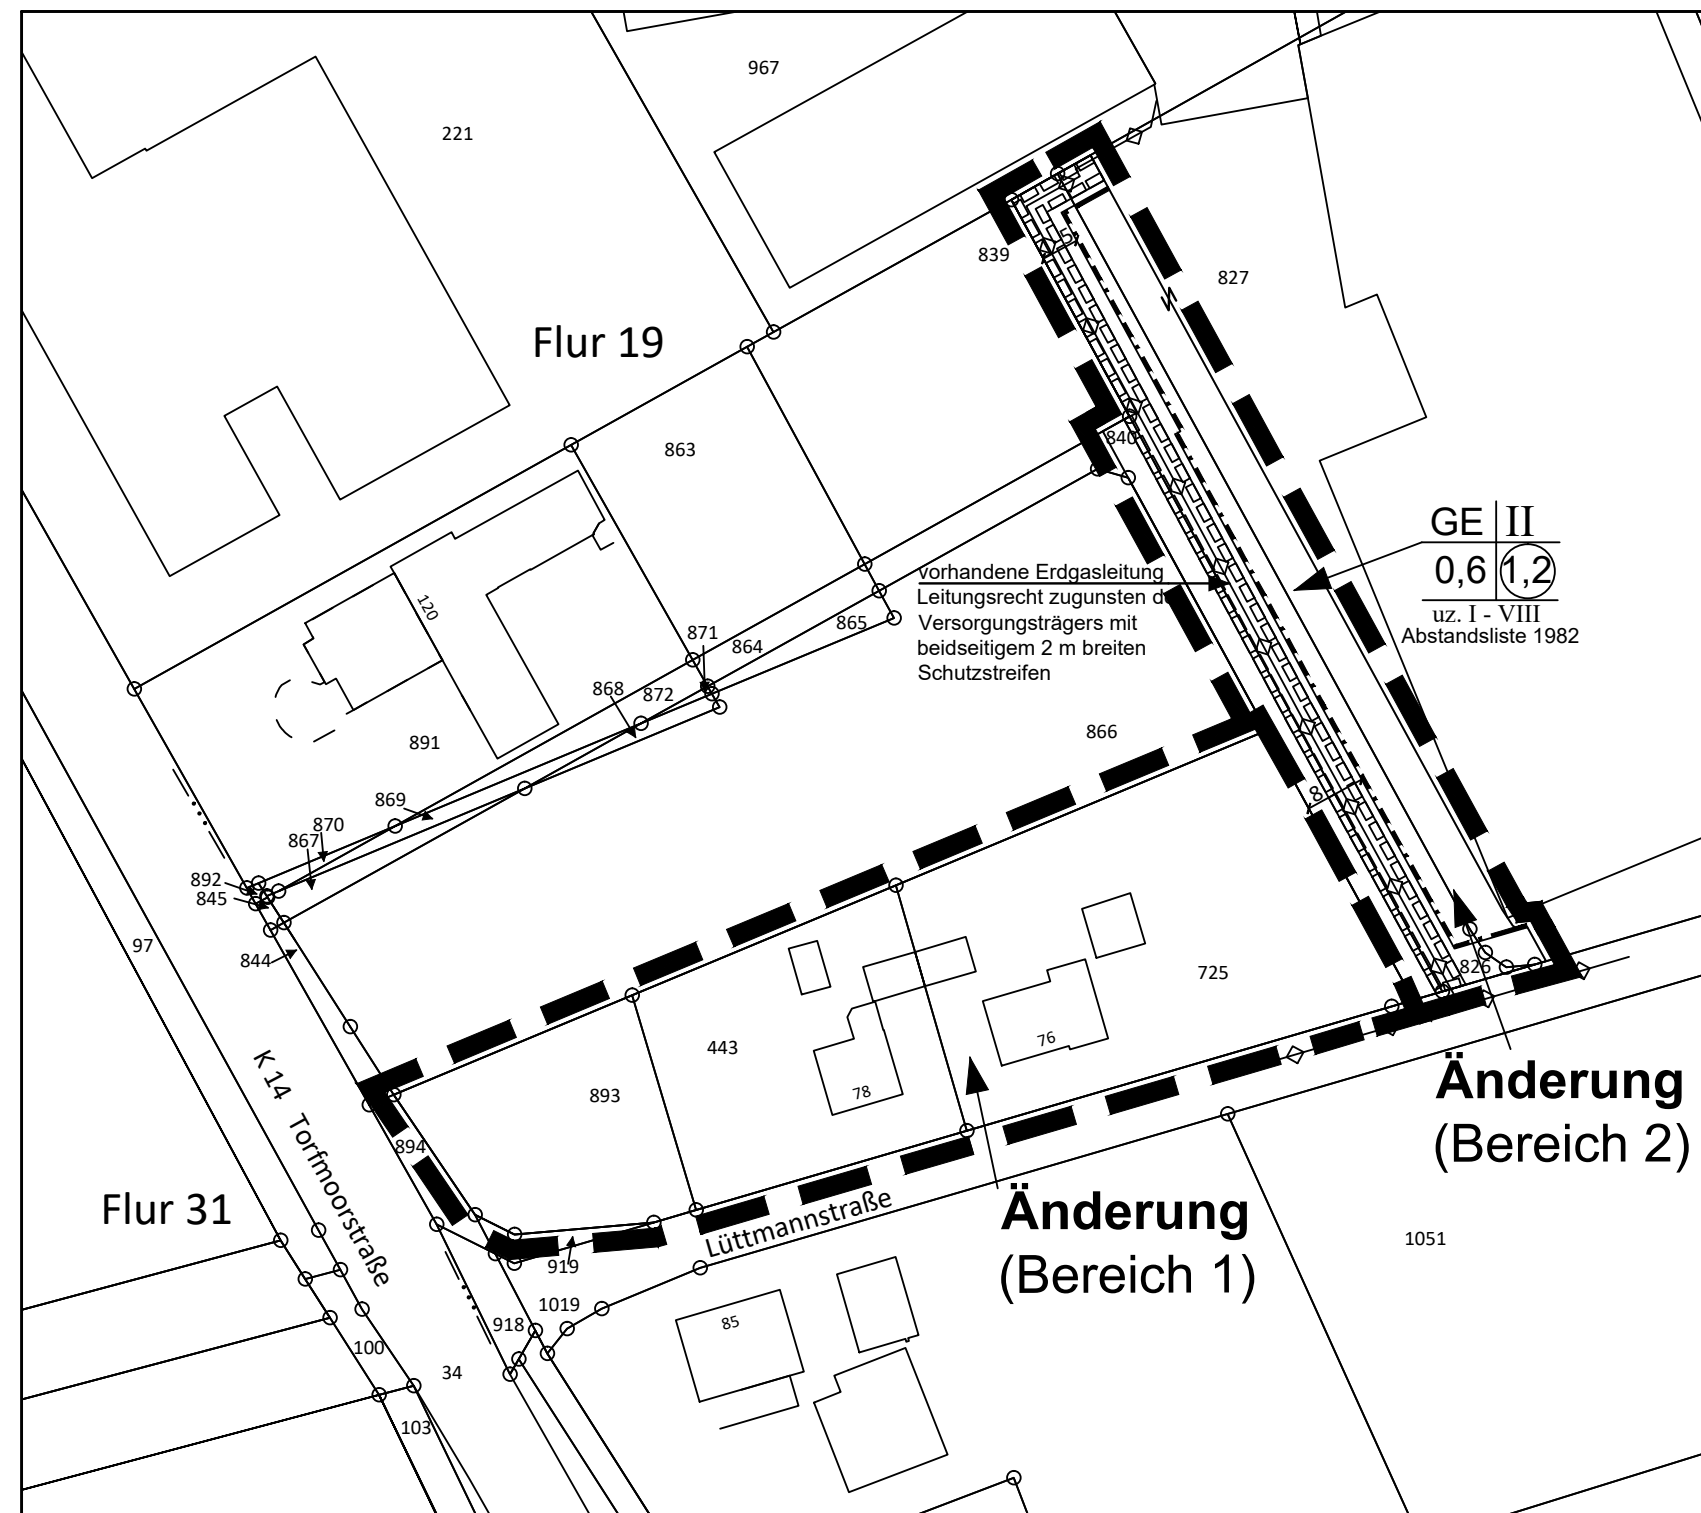 967
221
839
827
Flur 19
863
840
GE II
0,6 1,2
uz. I - VIII
Abstandsliste 1982
vorhandene Erdgasleitung
Leitungsrecht zugunsten
Versorgungsträgers mit
beidseitigem 2 m breiten
Schutzstreifen
120
865
871
864
868
872
891
866
869
870
867
892
845
844
97
8
725
826
443
76
78
893
894
K 14 Torfmoorstraße
Flur 31
Lüttmannstraße
Änderung
(Bereich 2)
Änderung
(Bereich 1)
1051
919
1019
918
85
100
34
103